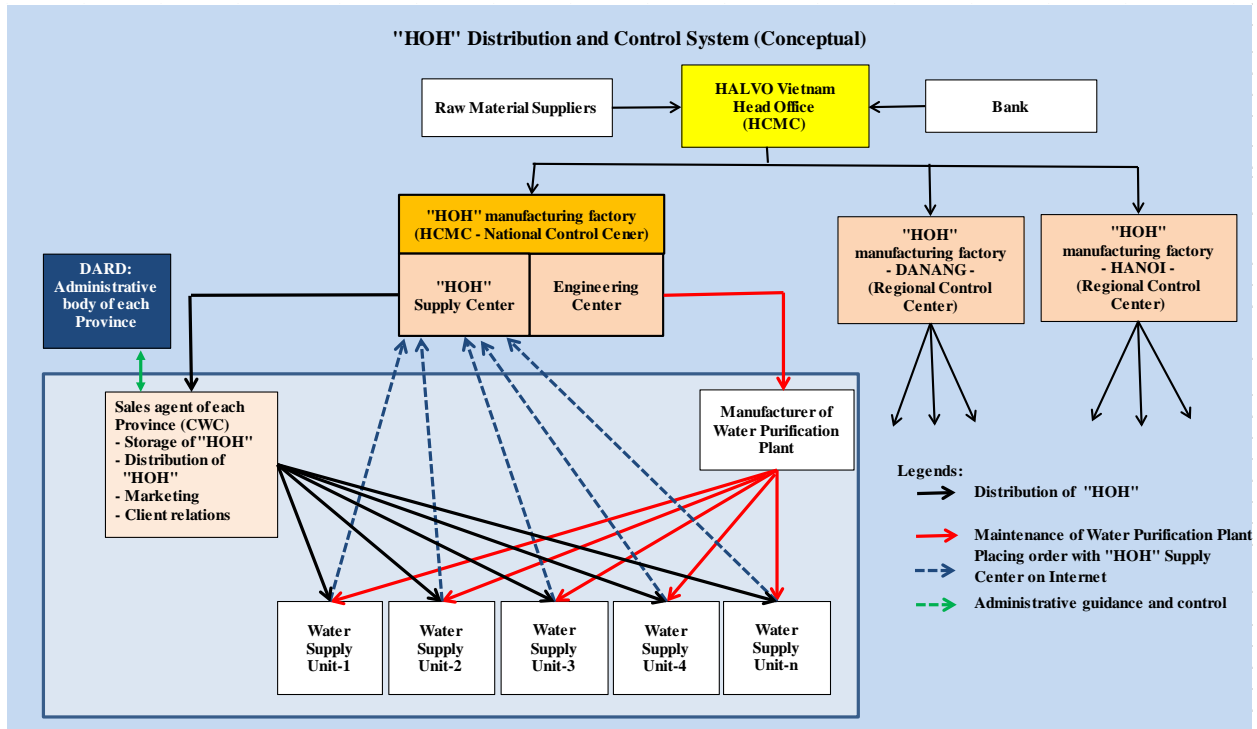 "HOH" Distribution and Control System (Conceptual)
Raw Material Suppliers
HALVO Vietnam
Head Office
(HCMC)
Bank
"HOH" manufacturing factory
(HCMC - National Control Cener)
"HOH"
Supply Center
Engineering
Center
"HOH"
manufacturing factory
- DANANG -
(Regional Control
Center)
"HOH"
manufacturing factory
- HANOI -
(Regional Control
Center)
DARD:
Administrative
body of each
Province
Sales agent of each
Province (CWC)
- Storage of "HOH"
- Distribution of
"HOH"
- Marketing
- Client relations
Manufacturer of
Water Purification
Plant
Legends:
Distribution of "HOH"
Maintenance of Water Purification Plant
Placing order with "HOH" Supply
Center on Internet
Administrative guidance and control
Water
Supply
Unit-1
Water
Supply
Unit-2
Water
Supply
Unit-3
Water
Supply
Unit-4
Water
Supply
Unit-n